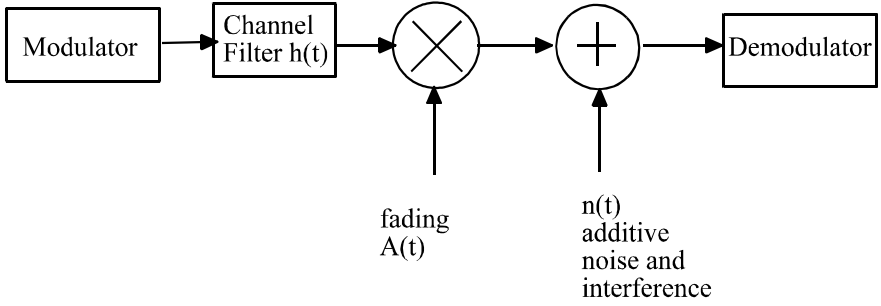 Modulator
Channel
Filter h(t)
Demodulator
fading
A(t)
n(t)
additive
noise and
interference